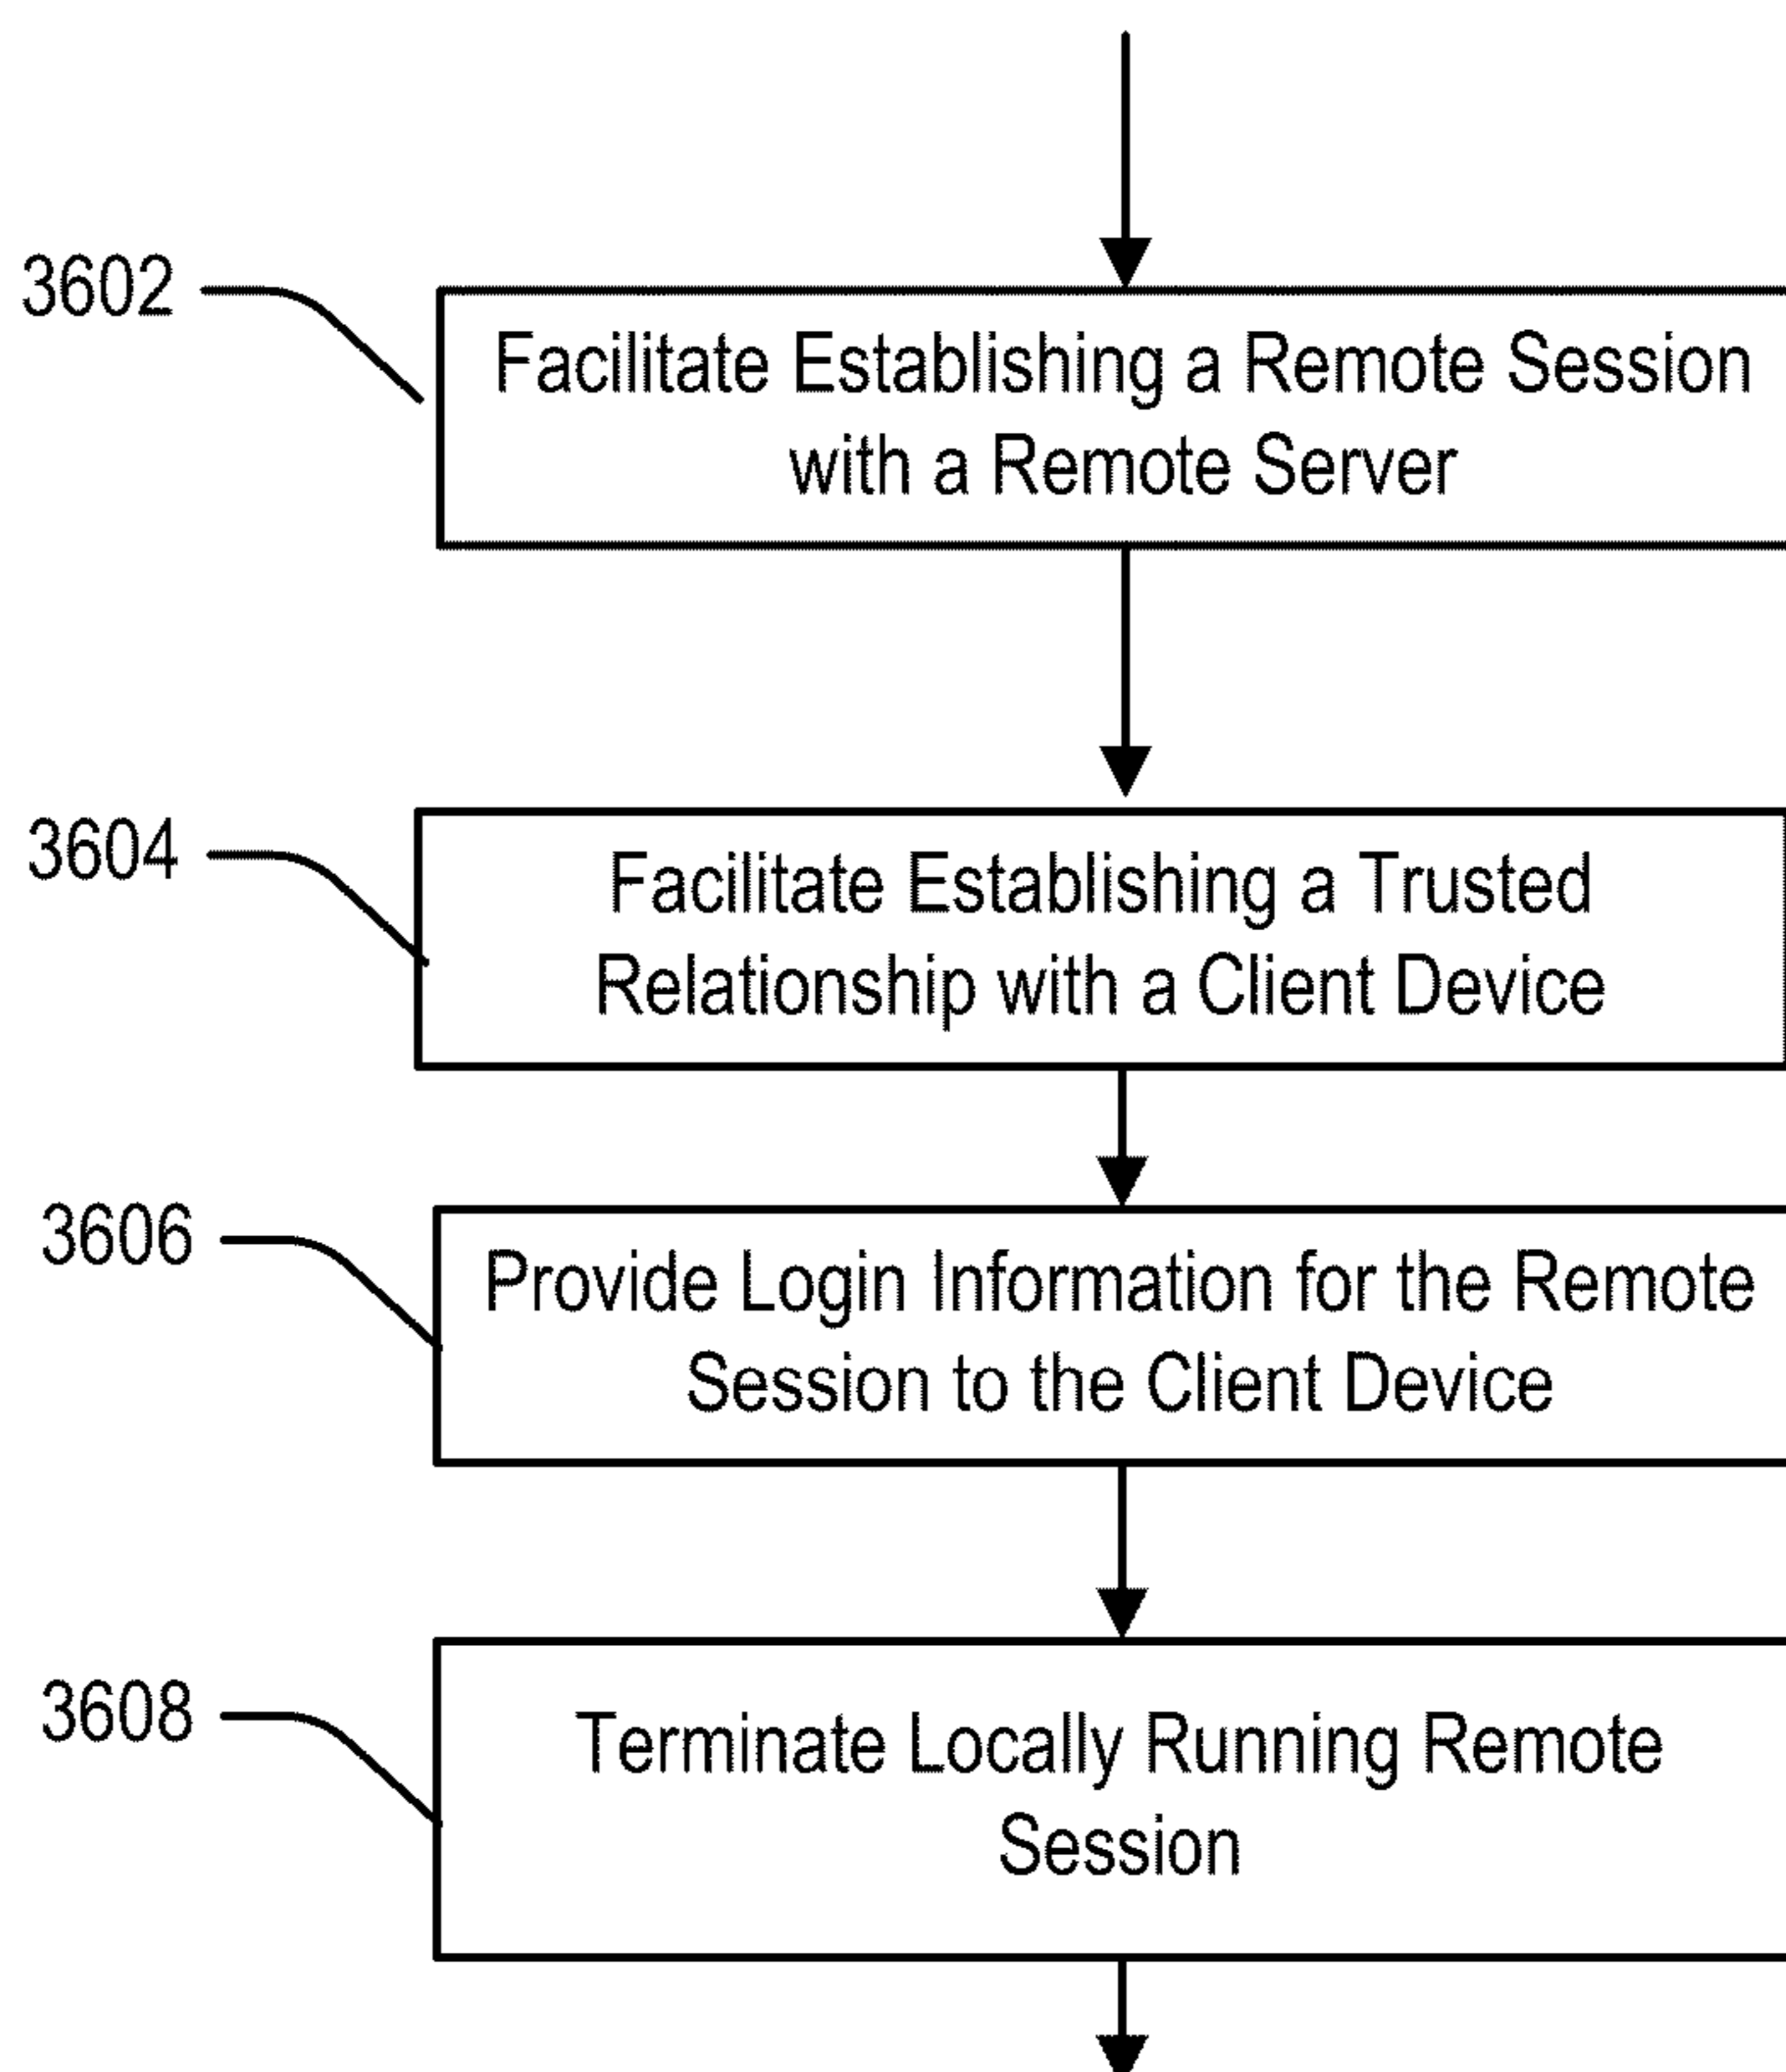 3602
Facilitate Establishing a Remote Session
with a Remote Server
3604
Facilitate Establishing a Trusted
Relationship with a Client Device
3606
Provide Login Information for the Remote
Session to the Client Device
3608
Terminate Locally Running Remote
Session